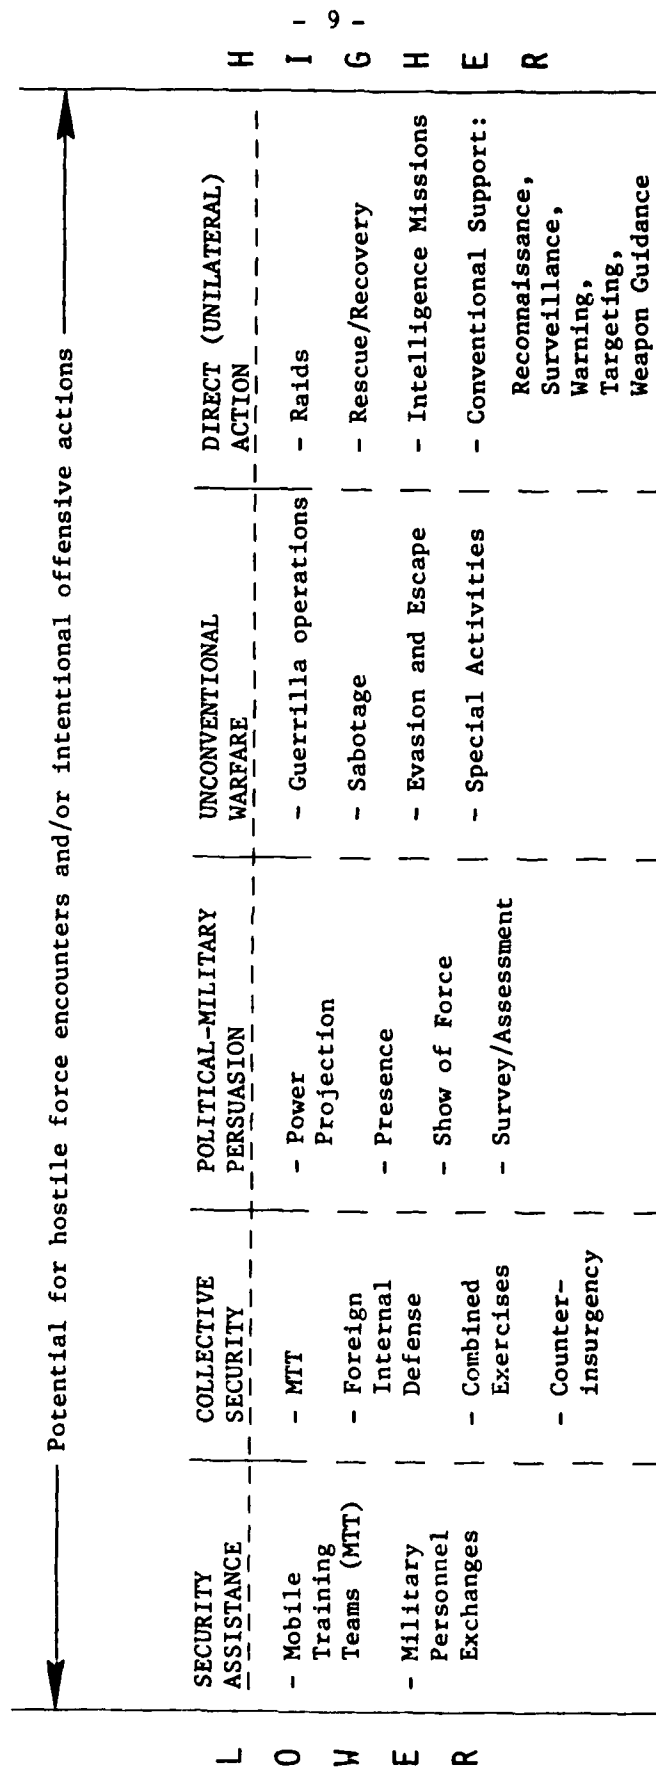 - 9 -
Potential for hostile force encounters and/or intentional offensive actions
LOWER
SECURITY
ASSISTANCE
- Mobile
Training
Teams (MTT)
- Military
Personnel
Exchanges
COLLECTIVE
SECURITY
- MTT
- Foreign
Internal
Defense
- Combined
Exercises
- Counter-
insurgency
POLITICAL-MILITARY
PERSUASION
- Power
Projection
- Presence
- Show of Force
- Survey/Assessment
UNCONVENTIONAL
WARFARE
- Guerrilla operations
- Sabotage
- Evasion and Escape
- Special Activities
DIRECT (UNILATERAL)
ACTION
- Raids
- Rescue/Recovery
- Intelligence Missions
- Conventional Support:
Reconnaissance,
Surveillance,
Warning,
Targeting,
Weapon Guidance
HIGHER